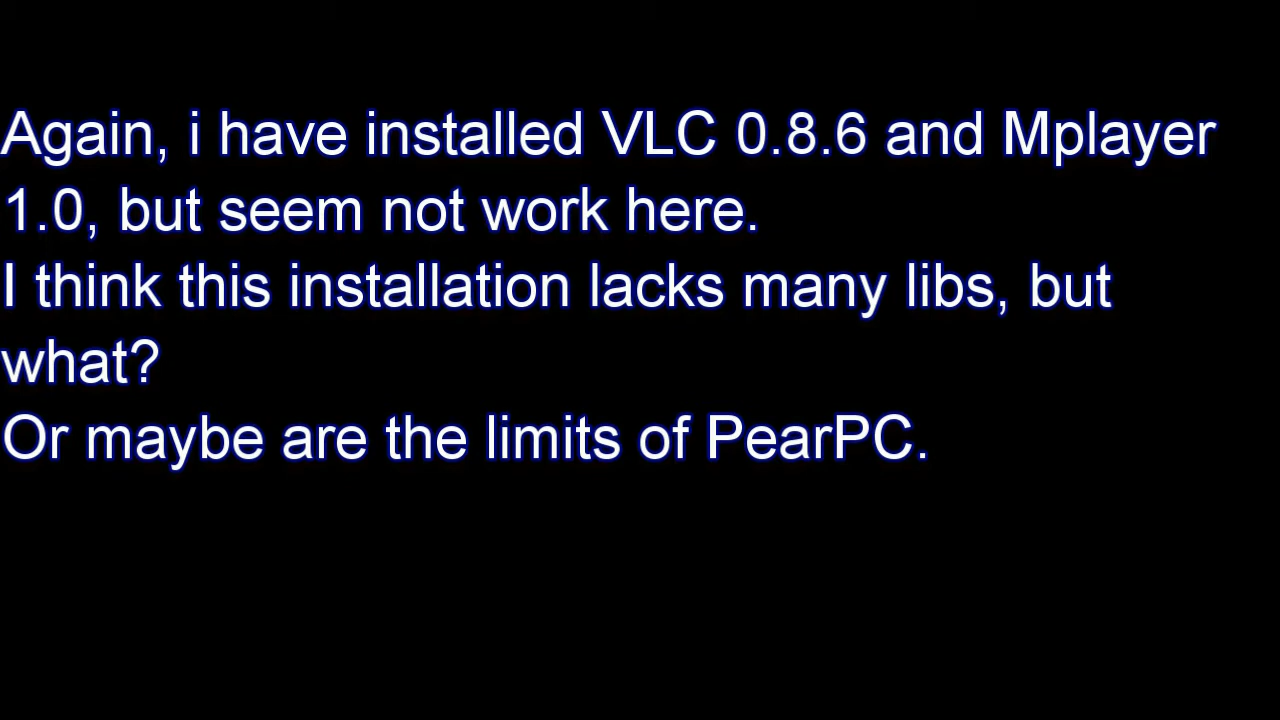 Again, i have installed VLC 0.8.6 and Mplayer
1.0, but seem not work here.
I think this installation lacks many libs, but
what?
Or maybe are the limits of PearPC.